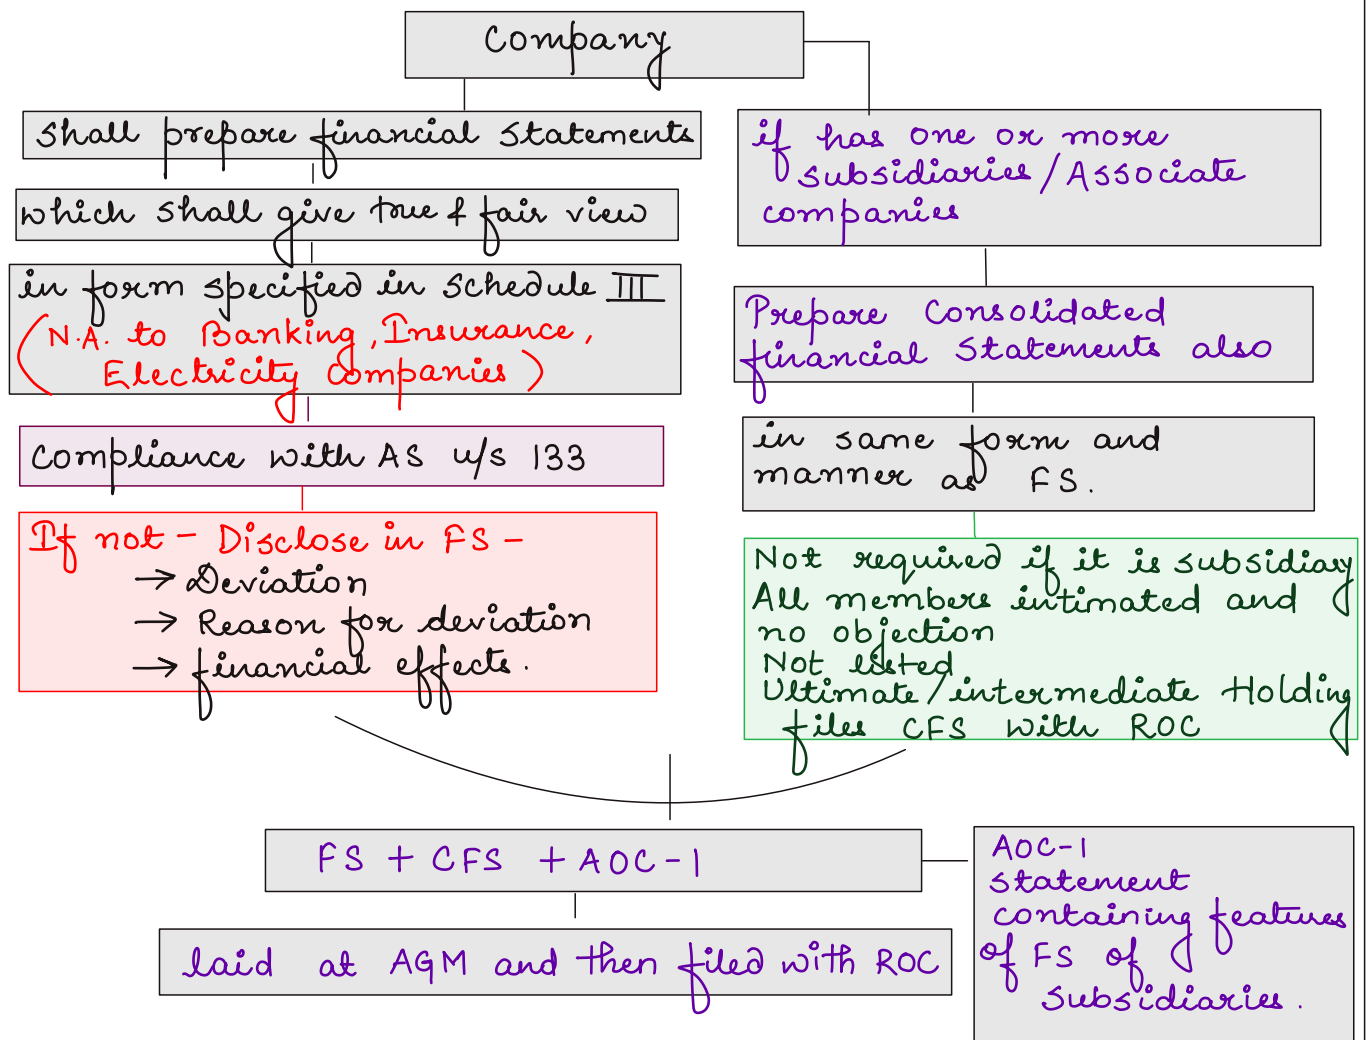 Company
shall prepare financial statements
which shall give true & fair view
in form specified in schedule III
(N.A. to Banking, Insurance,
Electricity companies)
Compliance with AS u/s 133
If not - Disclose in FS -
→ Deviation
→ Reason for deviation
→ financial effects.
if has one or more
subsidiaries/Associate
companies
Prepare Consolidated
financial Statements also
in same form and
manner as FS.
Not required if it is subsidiary
All members intimated and
no objection
Not listed
Ultimate/intermediate Holding
files CFS with ROC
FS + CFS + AOC-1
laid at AGM and then filed with ROC
AOC-1
statement
containing features
of FS of
subsidiaries.